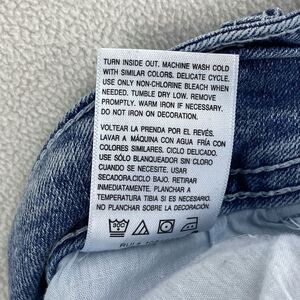 TURN INSIDE OUT. MACHINE WASH COLD
WITH SIMILAR COLORS. DELICATE CYCLE.
USE ONLY NON-CHLORINE BLEACH WHEN
NEEDED. TUMBLE DRY LOW. REMOVE
PROMPTLY. WARM IRON IF NECESSARY.
DO NOT IRON ON DECORATION.
VOLTEAR LA PRENDA POR EL REVÉS.
LAVAR A MÁQUINA CON AGUA FRÍA CON
COLORES SIMILARES. CICLO DELICADO.
USE SÓLO BLANQUEADOR SIN CLORO
CUANDO SE NECESITE. USAR
SECADORA.CICLO BAJO. RETIRAR
INMEDIATAMENTE. PLANCHAR A
TEMPERATURA TIBIA SI ES NECESARIO.
NO PLANCHAR SOBRE LA DECORACIÓN.